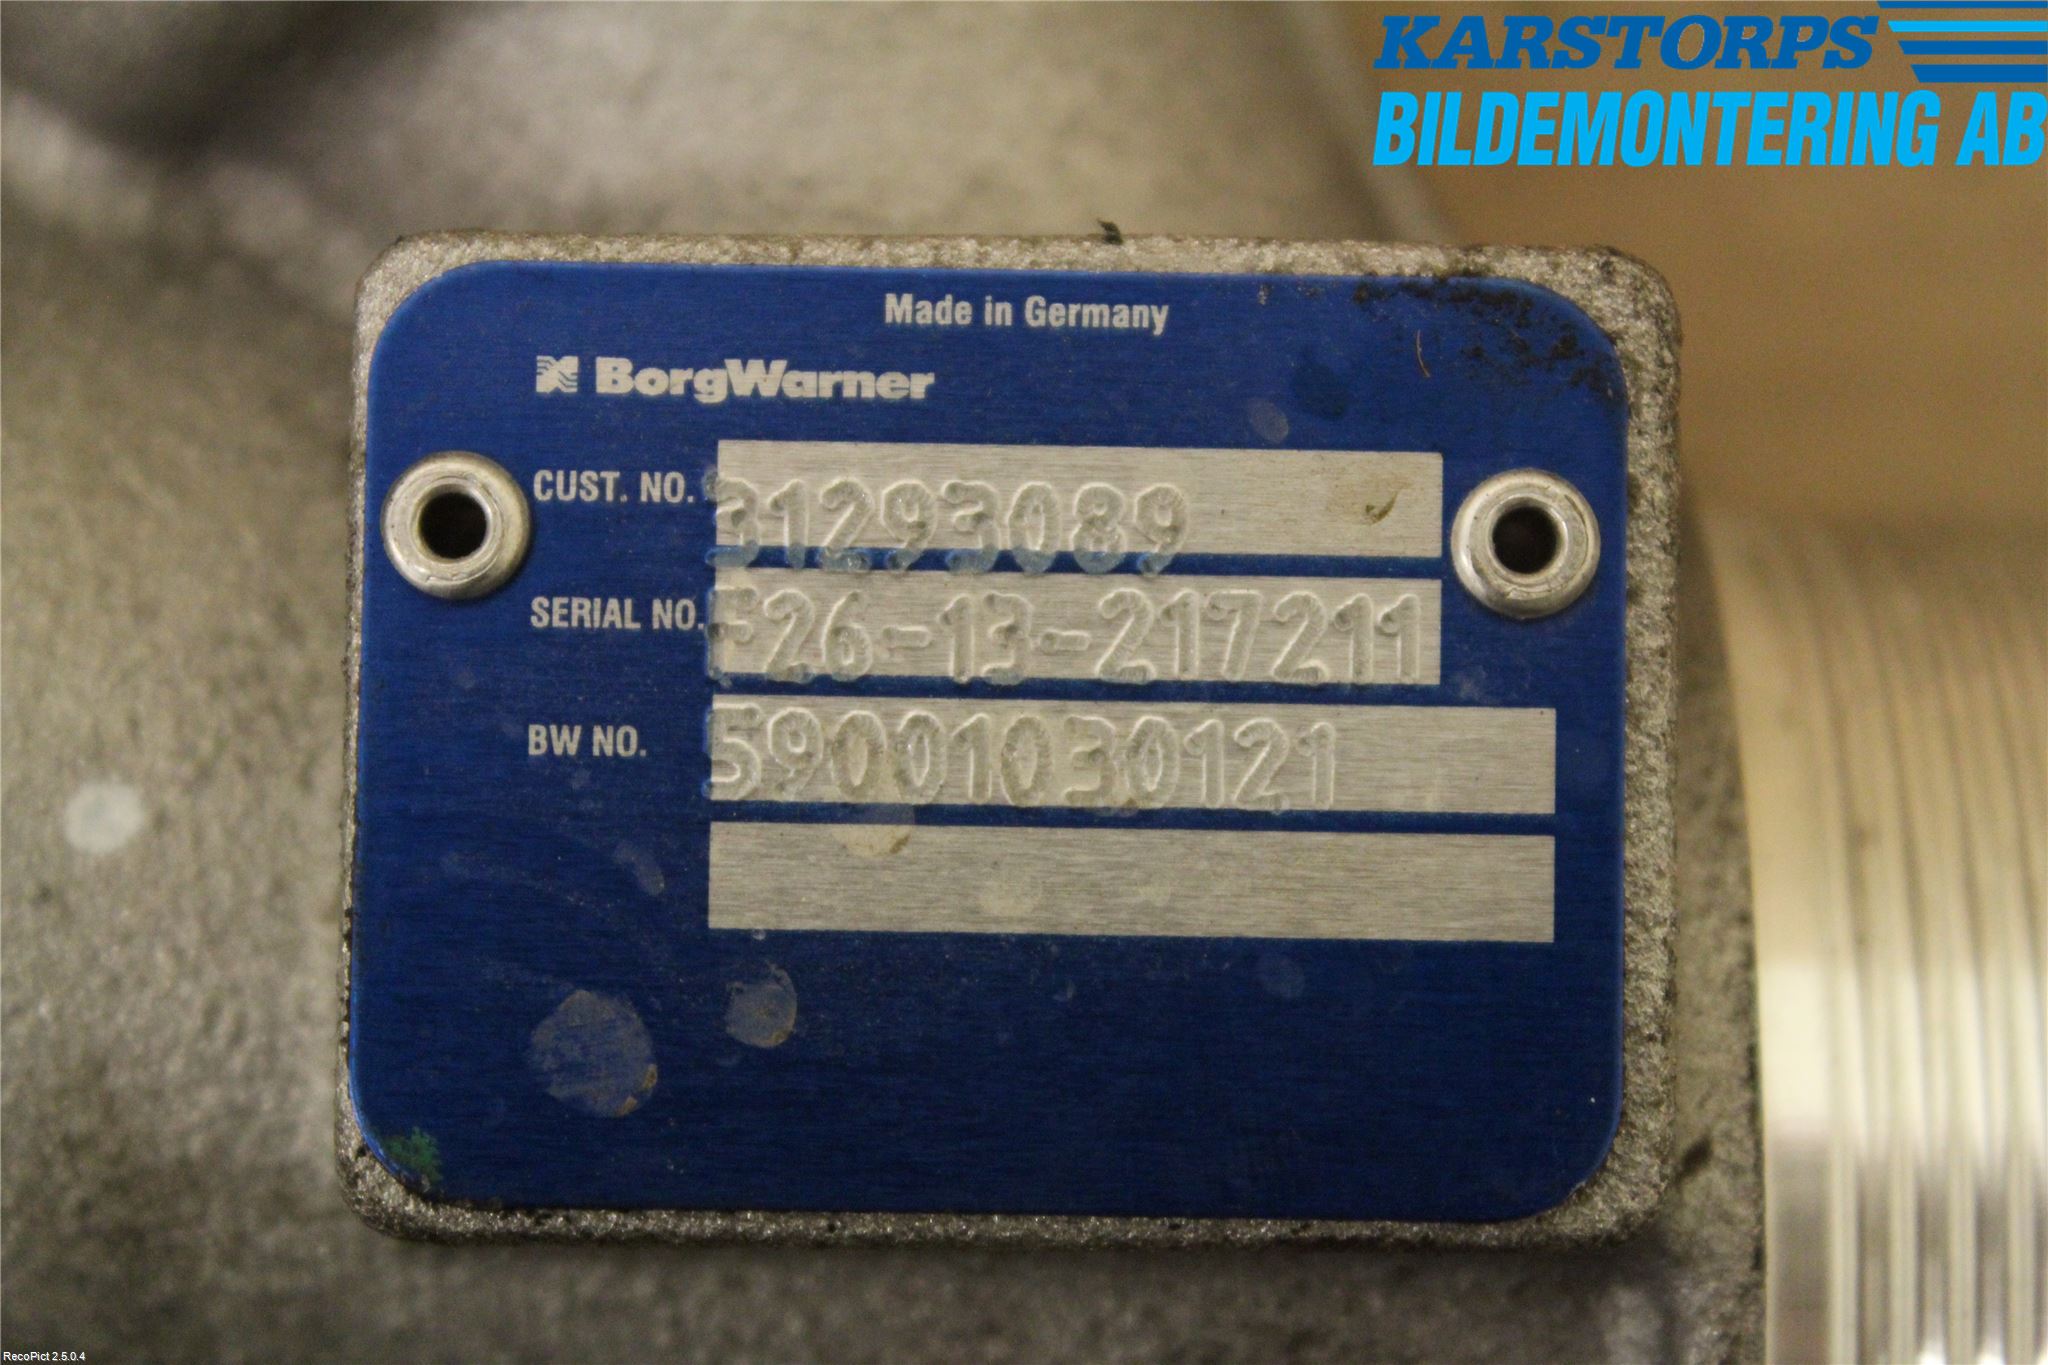 KARSTORPS
BILDEMONTERING AB
Made in Germany
BorgWarner
CUST. NO. 31293089
SERIAL NO. F26-13-217211
BW NO. 59001030121
RecoPict 2.5.0.4